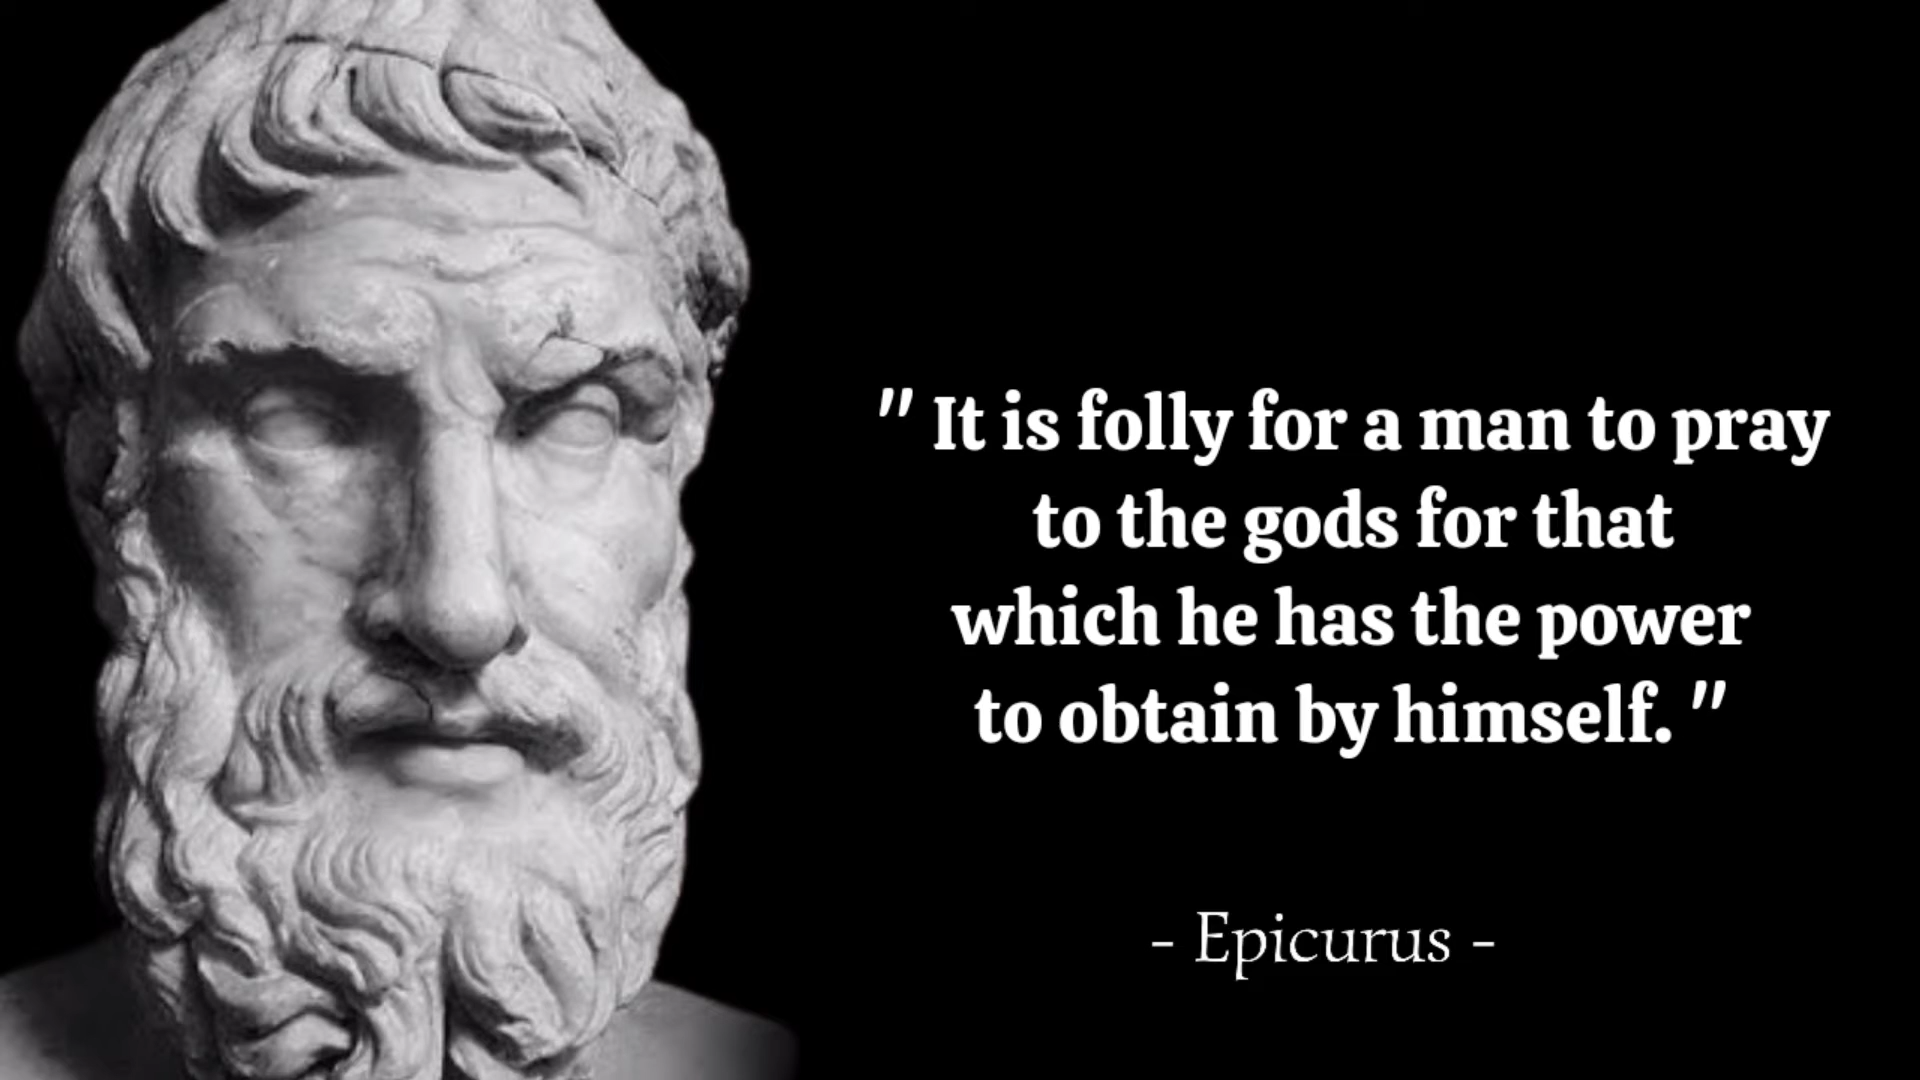 " It is folly for a man to pray
to the gods for that
which he has the power
to obtain by himself. "
- Epicurus -